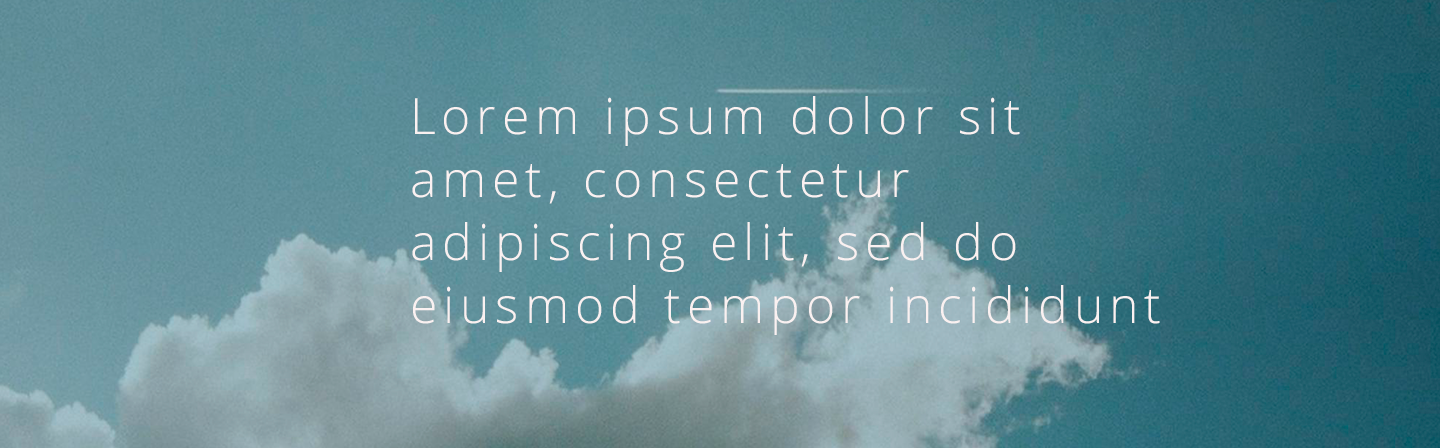 Lorem ipsum dolor sit
amet, consectetur
adipiscing elit, sed do
eiusmod tempor incididunt